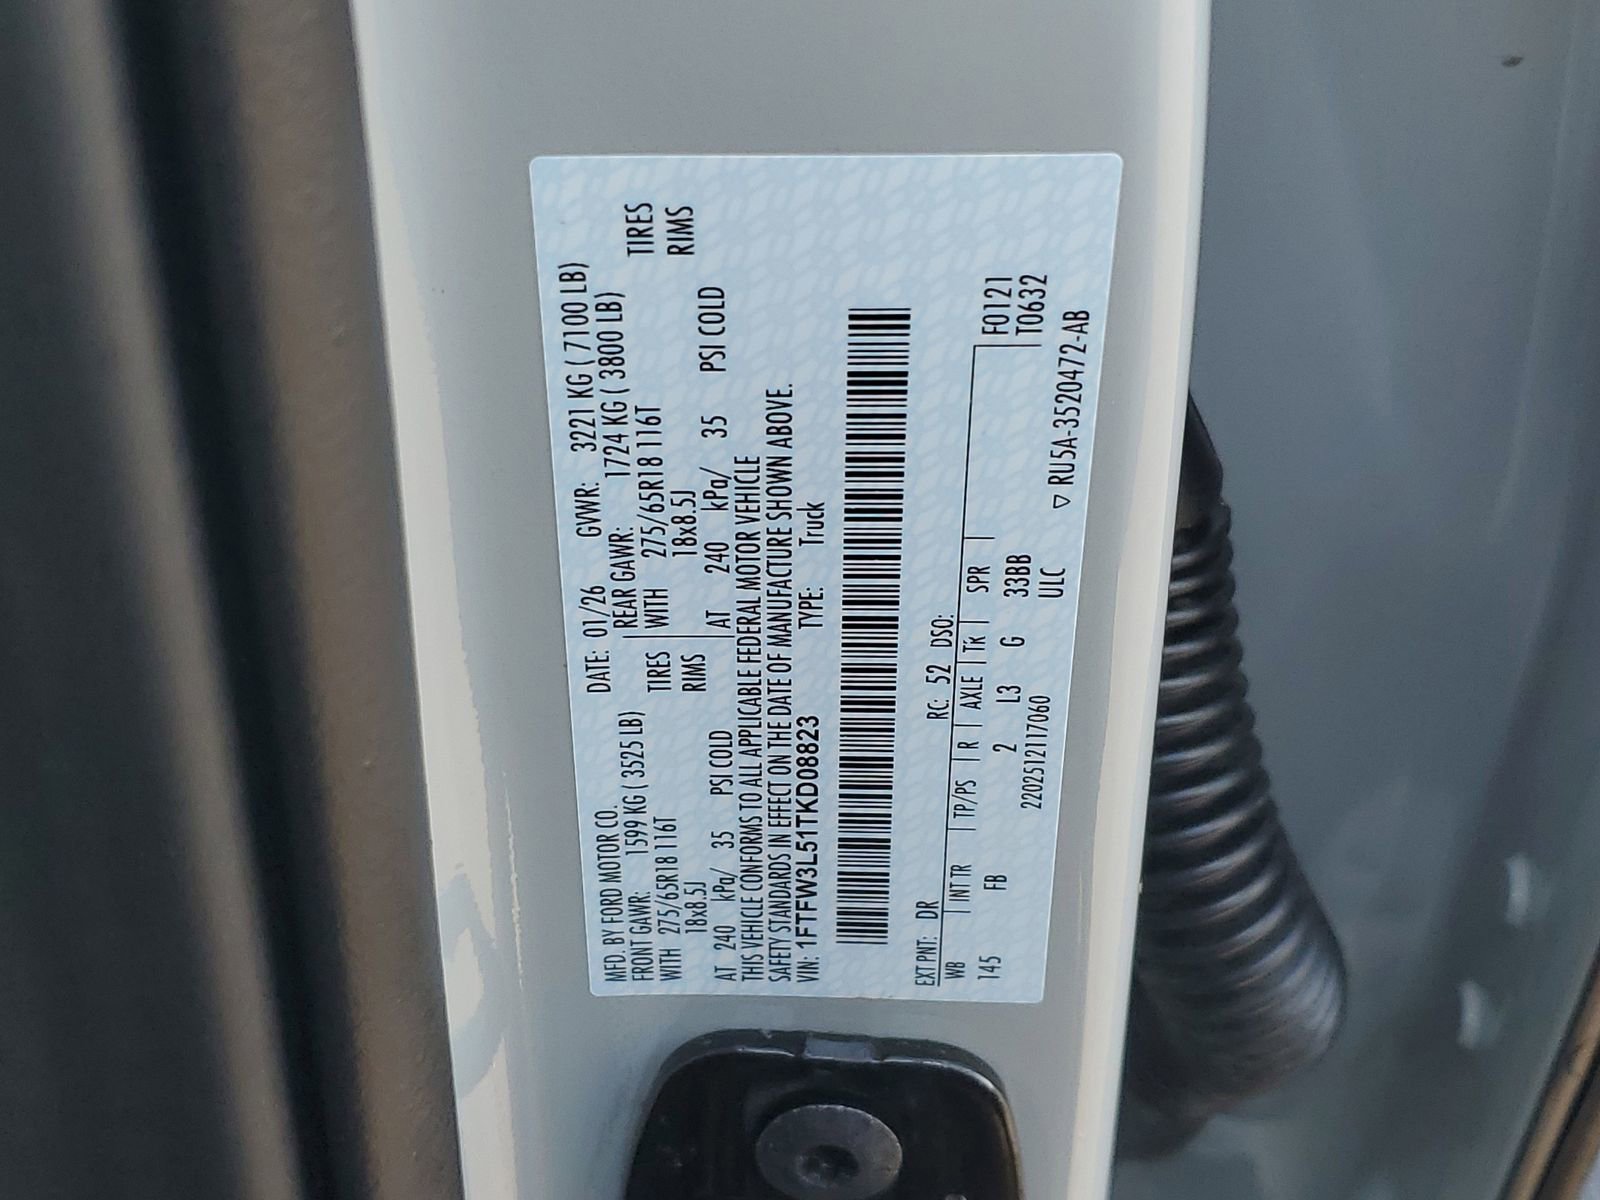 MFD. BY FORD MOTOR CO.
DATE: 01/26 GVWR: 3221 KG ( 7100 LB)
FRONT GAWR: 1599 KG ( 3525 LB) REAR GAWR: 1724 KG ( 3800 LB)
WITH 275/65R18 116T TIRES WITH 275/65R18 116T TIRES
18x8.5J RIMS 18x8.5J RIMS
AT 240 kPa/ 35 PSI COLD AT 240 kPa/ 35 PSI COLD
THIS VEHICLE CONFORMS TO ALL APPLICABLE FEDERAL MOTOR VEHICLE
SAFETY STANDARDS IN EFFECT ON THE DATE OF MANUFACTURE SHOWN ABOVE.
VIN: 1FTFW3L51TKD08823 TYPE: Truck
EXT PNT: DR RC: 52 DSO:
WB INT TR TP/PS R AXLE TK SPR F0121
145 FB 2 L3 G 33BB T0632
2202512117060 ULC ▽ RU5A-3520472-AB